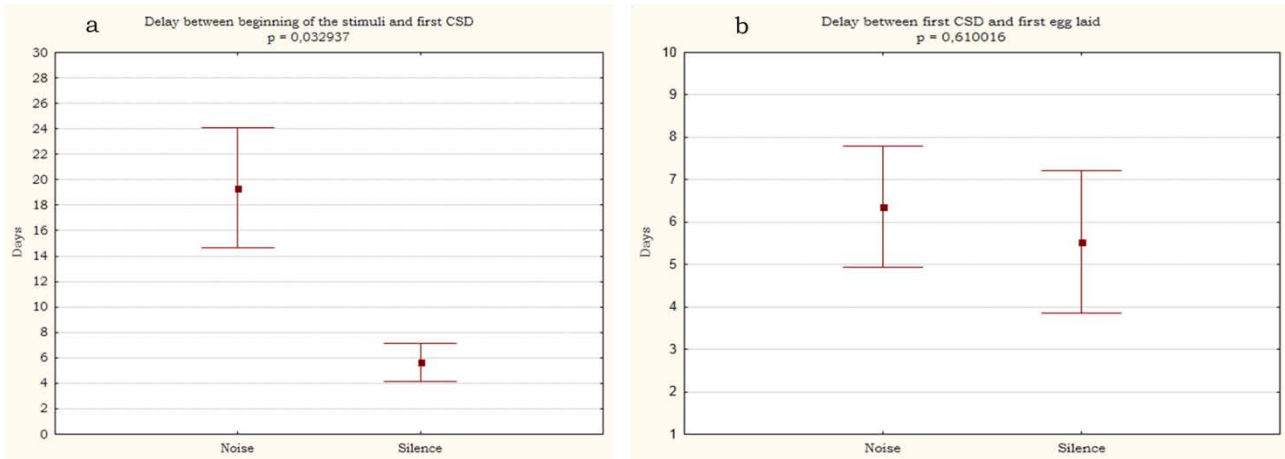 a
Delay between beginning of the stimuli and first CSD
p = 0,032937
30
28
26
24
22
20
18
16
14
12
10
8
6
4
2
0
Days
Noise Silence
b
Delay between first CSD and first egg laid
p = 0,610016
10
9
8
7
6
5
4
3
2
1
Days
Noise Silence